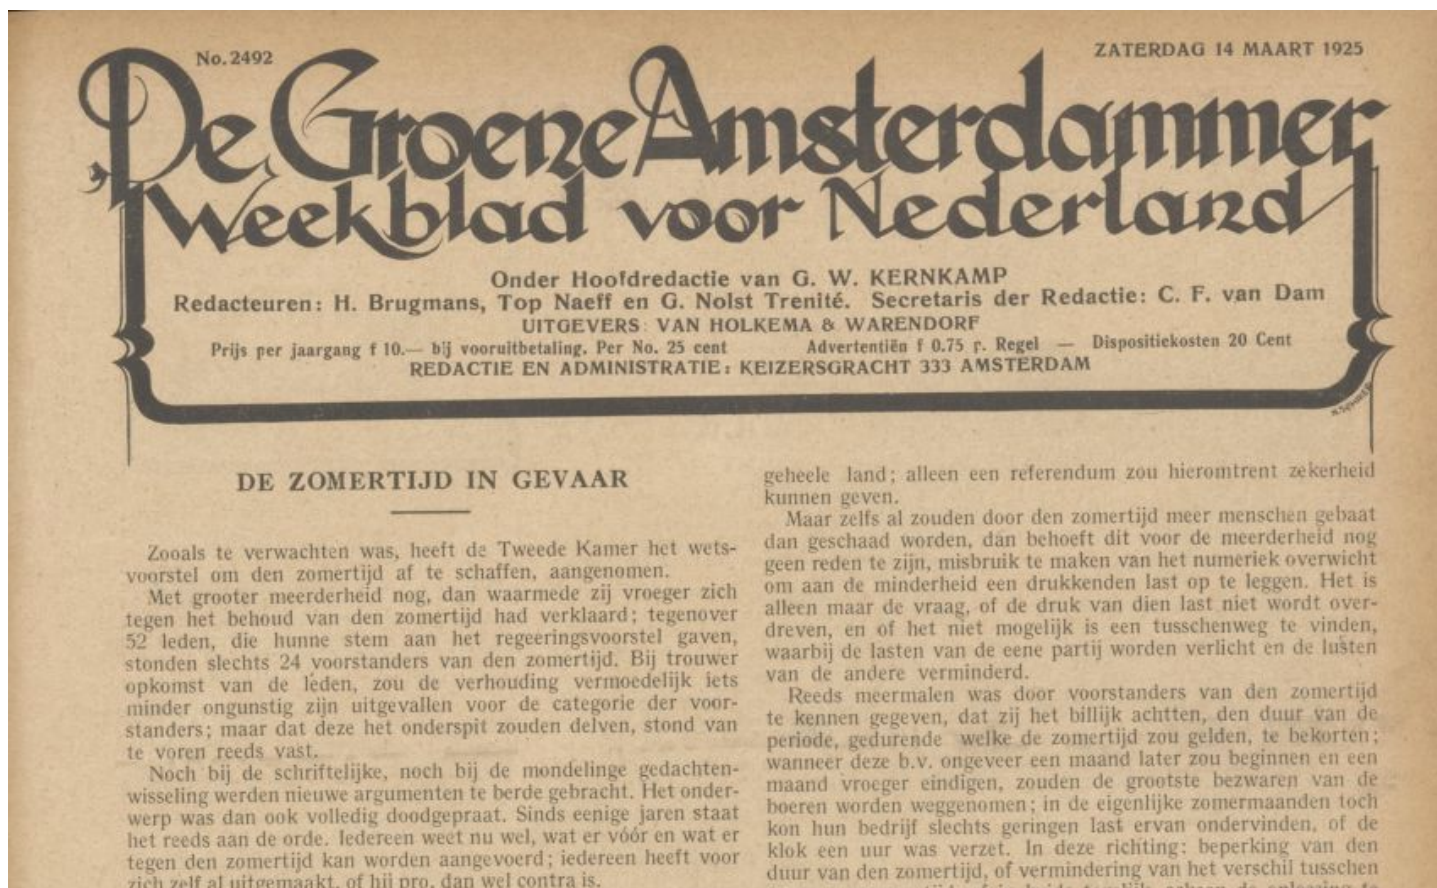 No. 2492
ZATERDAG 14 MAART 1925
De Groene Amsterdammer
Weekblad voor Nederland
Onder Hoofdredactie van G. W. KERNKAMP
Redacteuren: H. Brugmans, Top Naeff en G. Nolst Trenité. Secretaris der Redactie: C. F. van Dam
UITGEVERS: VAN HOLKEMA & WARENDORF
Prijs per jaargang f 10.— bij vooruitbetaling. Per No. 25 cent
Advertentiën f 0.75 p. Regel — Dispositiekosten 20 Cent
REDACTIE EN ADMINISTRATIE: KEIZERSGRACHT 333 AMSTERDAM
DE ZOMERTIJD IN GEVAAR
Zooals te verwachten was, heeft de Tweede Kamer het wets-
voorstel om den zomertijd af te schaffen, aangenomen.
Met grooter meerderheid nog, dan waarmede zij vroeger zich
tegen het behoud van den zomertijd had verklaard; tegenover
52 leden, die hunne stem aan het regeeringsvoorstel gaven,
stonden slechts 24 voorstanders van den zomertijd. Bij trouwer
opkomst van de leden, zou de verhouding vermoedelijk iets
minder ongunstig zijn uitgevallen voor de categorie der voor-
standers; maar dat deze het onderspit zouden delven, stond van
te voren reeds vast.
Noch bij de schriftelijke, noch bij de mondelinge gedachten-
wisseling werden nieuwe argumenten te berde gebracht. Het onder-
werp was dan ook volledig doodgepraat. Sinds eenige jaren staat
het reeds aan de orde. Iedereen weet nu wel, wat er vóór en wat er
tegen den zomertijd kan worden aangevoerd; iedereen heeft voor
zich zelf al uitgemaakt, of hij pro, dan wel contra is.
geheele land; alleen een referendum zou hieromtrent zekerheid
kunnen geven.
Maar zelfs al zouden door den zomertijd meer menschen gebaat
dan geschaad worden, dan behoeft dit voor de meerderheid nog
geen reden te zijn, misbruik te maken van het numeriek overwicht
om aan de minderheid een drukkenden last op te leggen. Het is
alleen maar de vraag, of de druk van dien last niet wordt over-
dreven, en of het niet mogelijk is een tusschenweg te vinden,
waarbij de lasten van de eene partij worden verlicht en de lusten
van de andere verminderd.
Reeds meermalen was door voorstanders van den zomertijd
te kennen gegeven, dat zij het billijk achtten, den duur van de
periode, gedurende welke de zomertijd zou gelden, te bekorten;
wanneer deze b.v. ongeveer een maand later zou beginnen en een
maand vroeger eindigen, zouden de grootste bezwaren van de
boeren worden weggenomen; in de eigenlijke zomermaanden toch
kon hun bedrijf slechts geringen last ervan ondervinden, of de
klok een uur was verzet. In deze richting: beperking van den
duur van den zomertijd, of vermindering van het verschil tusschen